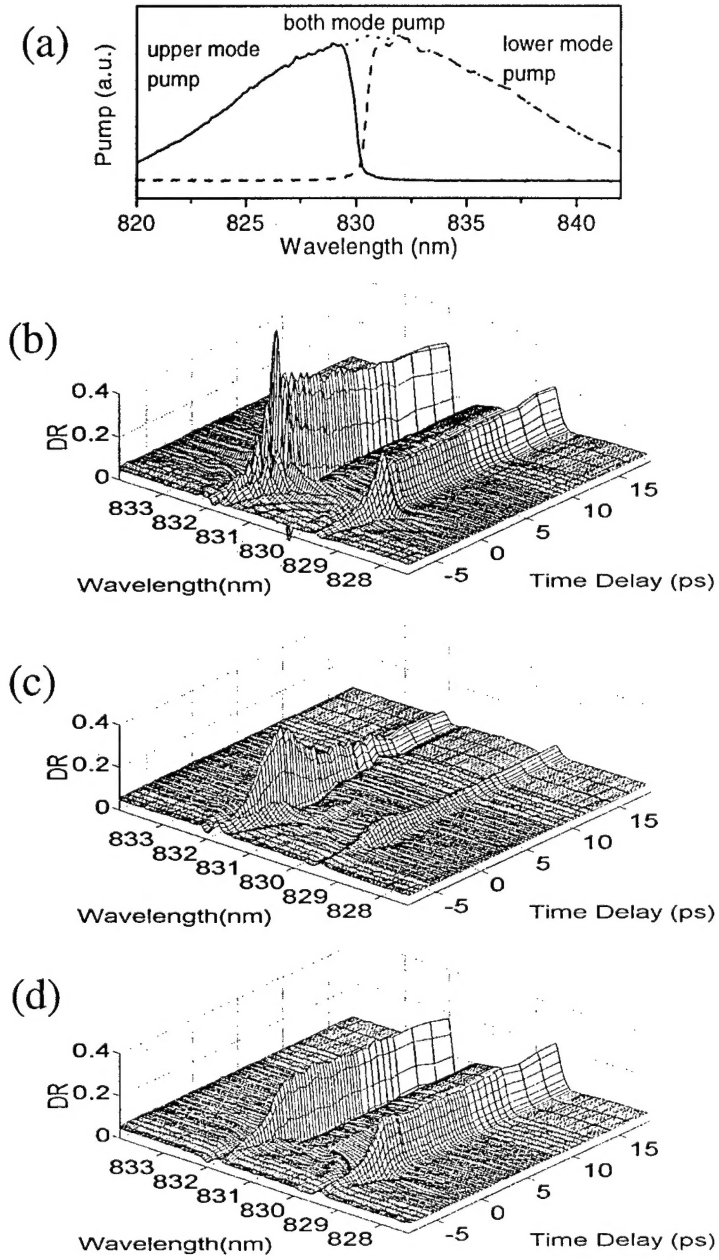 (a)
both mode pump
upper mode
pump
lower mode
pump
Pump (a.u.)
820 825 830 835 840
Wavelength (nm)
(b)
0.4
0.2
0
DR
833 832 831 830 829 828
Wavelength(nm)
-5 0 5 10 15
Time Delay (ps)
(c)
0.4
0.2
0
DR
833 832 831 830 829 828
Wavelength(nm)
-5 0 5 10 15
Time Delay (ps)
(d)
0.4
0.2
0
DR
833 832 831 830 829 828
Wavelength(nm)
-5 0 5 10 15
Time Delay (ps)